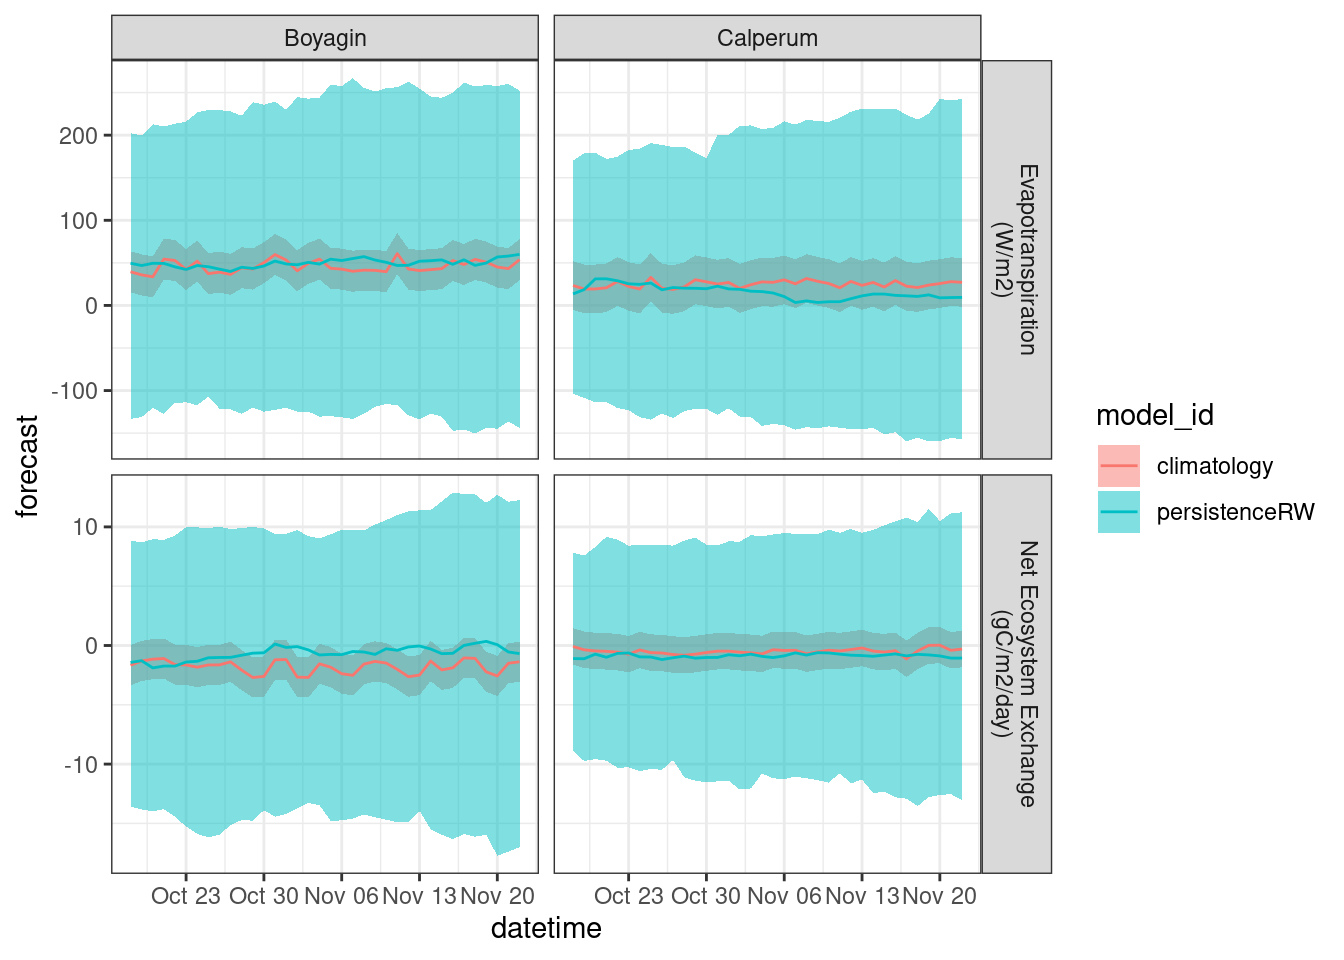 Boyagin
Calperum
200
100
0
-100
Evapotranspiration
(W/m2)
forecast
10
0
-10
Net Ecosystem Exchange
(gC/m2/day)
Oct 23 Oct 30 Nov 06 Nov 13 Nov 20
Oct 23 Oct 30 Nov 06 Nov 13 Nov 20
datetime
model_id
climatology
persistenceRW